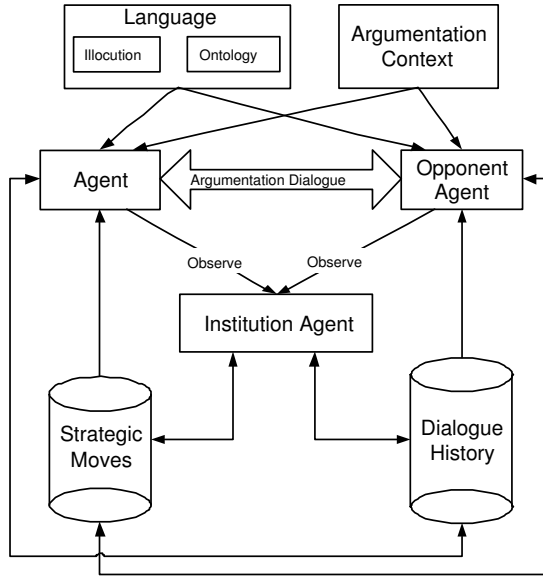 Language
Illocution
Ontology
Argumentation
Context
Agent
Argumentation Dialogue
Opponent
Agent
Observe
Observe
Institution Agent
Strategic
Moves
Dialogue
History